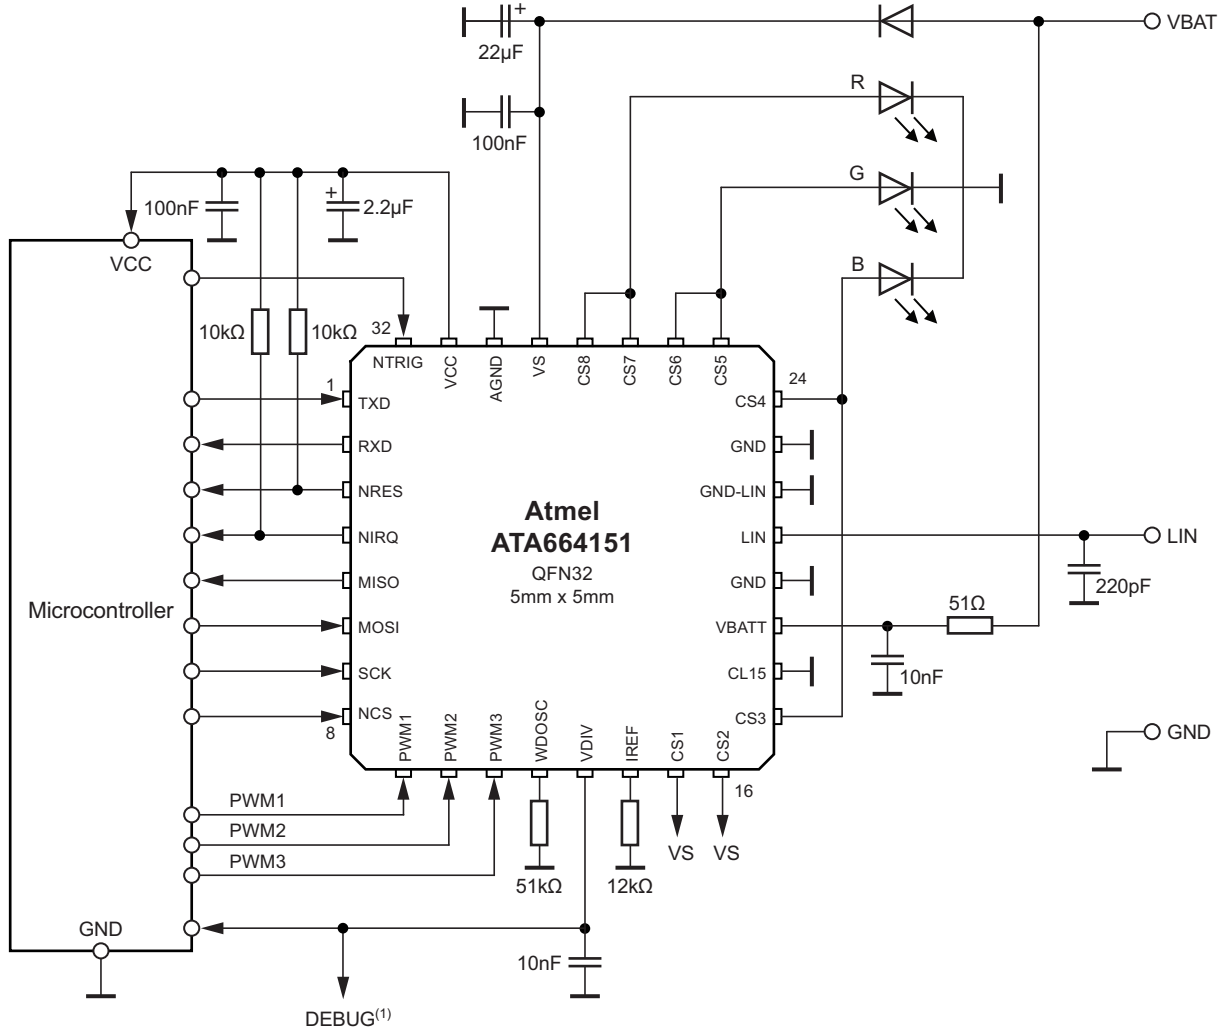 +
22µF
VBAT
R
100nF
G
+
100nF
2.2µF
VCC
B
10kΩ
10kΩ
32
NTRIG
VCC
AGND
VS
CS8
CS7
CS6
CS5
24
1
TXD
CS4
RXD
GND
NRES
GND-LIN
Atmel
ATA664151
NIRQ
LIN
LIN
QFN32
5mm x 5mm
MISO
GND
220pF
Microcontroller
51Ω
MOSI
VBATT
SCK
CL15
10nF
NCS
CS3
8
PWM1
PWM2
PWM3
WDOSC
VDIV
IREF
CS1
CS2
GND
16
PWM1
PWM2
PWM3
VS
VS
51kΩ
12kΩ
GND
10nF
DEBUG(1)